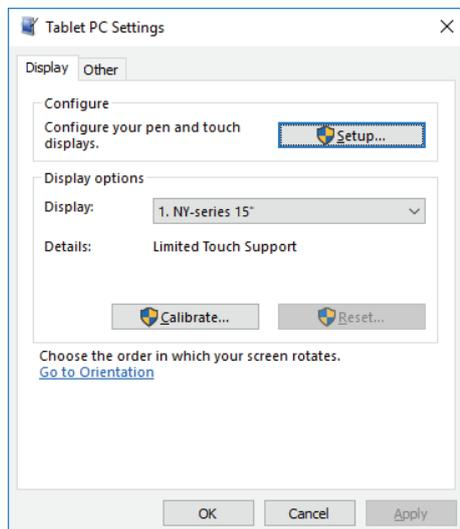 Tablet PC Settings
Display Other
Configure
Configure your pen and touch
displays.
Setup...
Display options
Display: 1. NY-series 15"
Details: Limited Touch Support
Calibrate... Reset...
Choose the order in which your screen rotates.
Go to Orientation
OK Cancel Apply